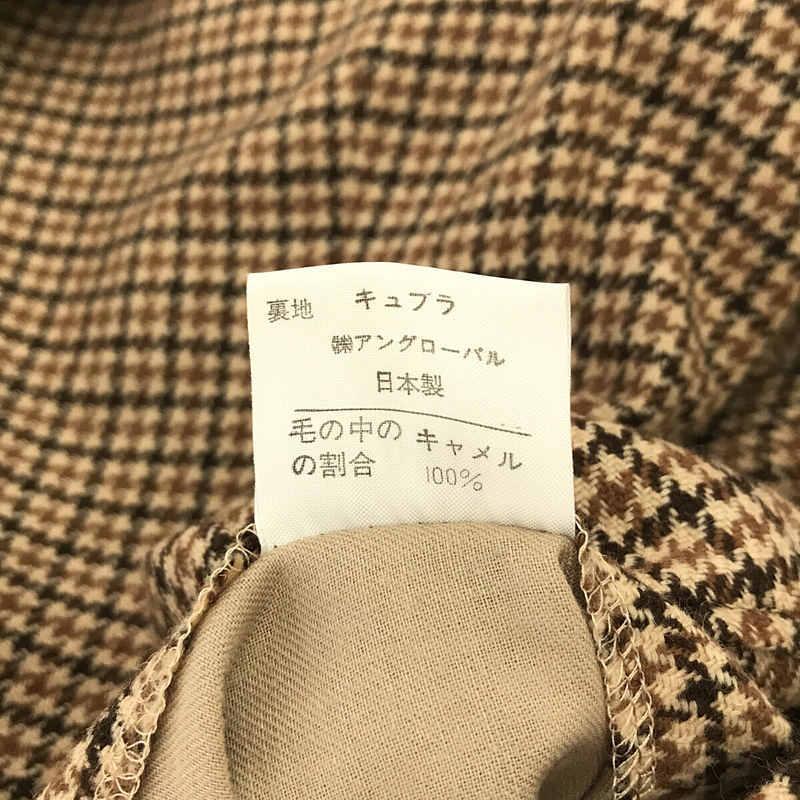 裏地 キュプラ
㈱アングローバル
日本製
毛の中の キャメル
の割合 100%